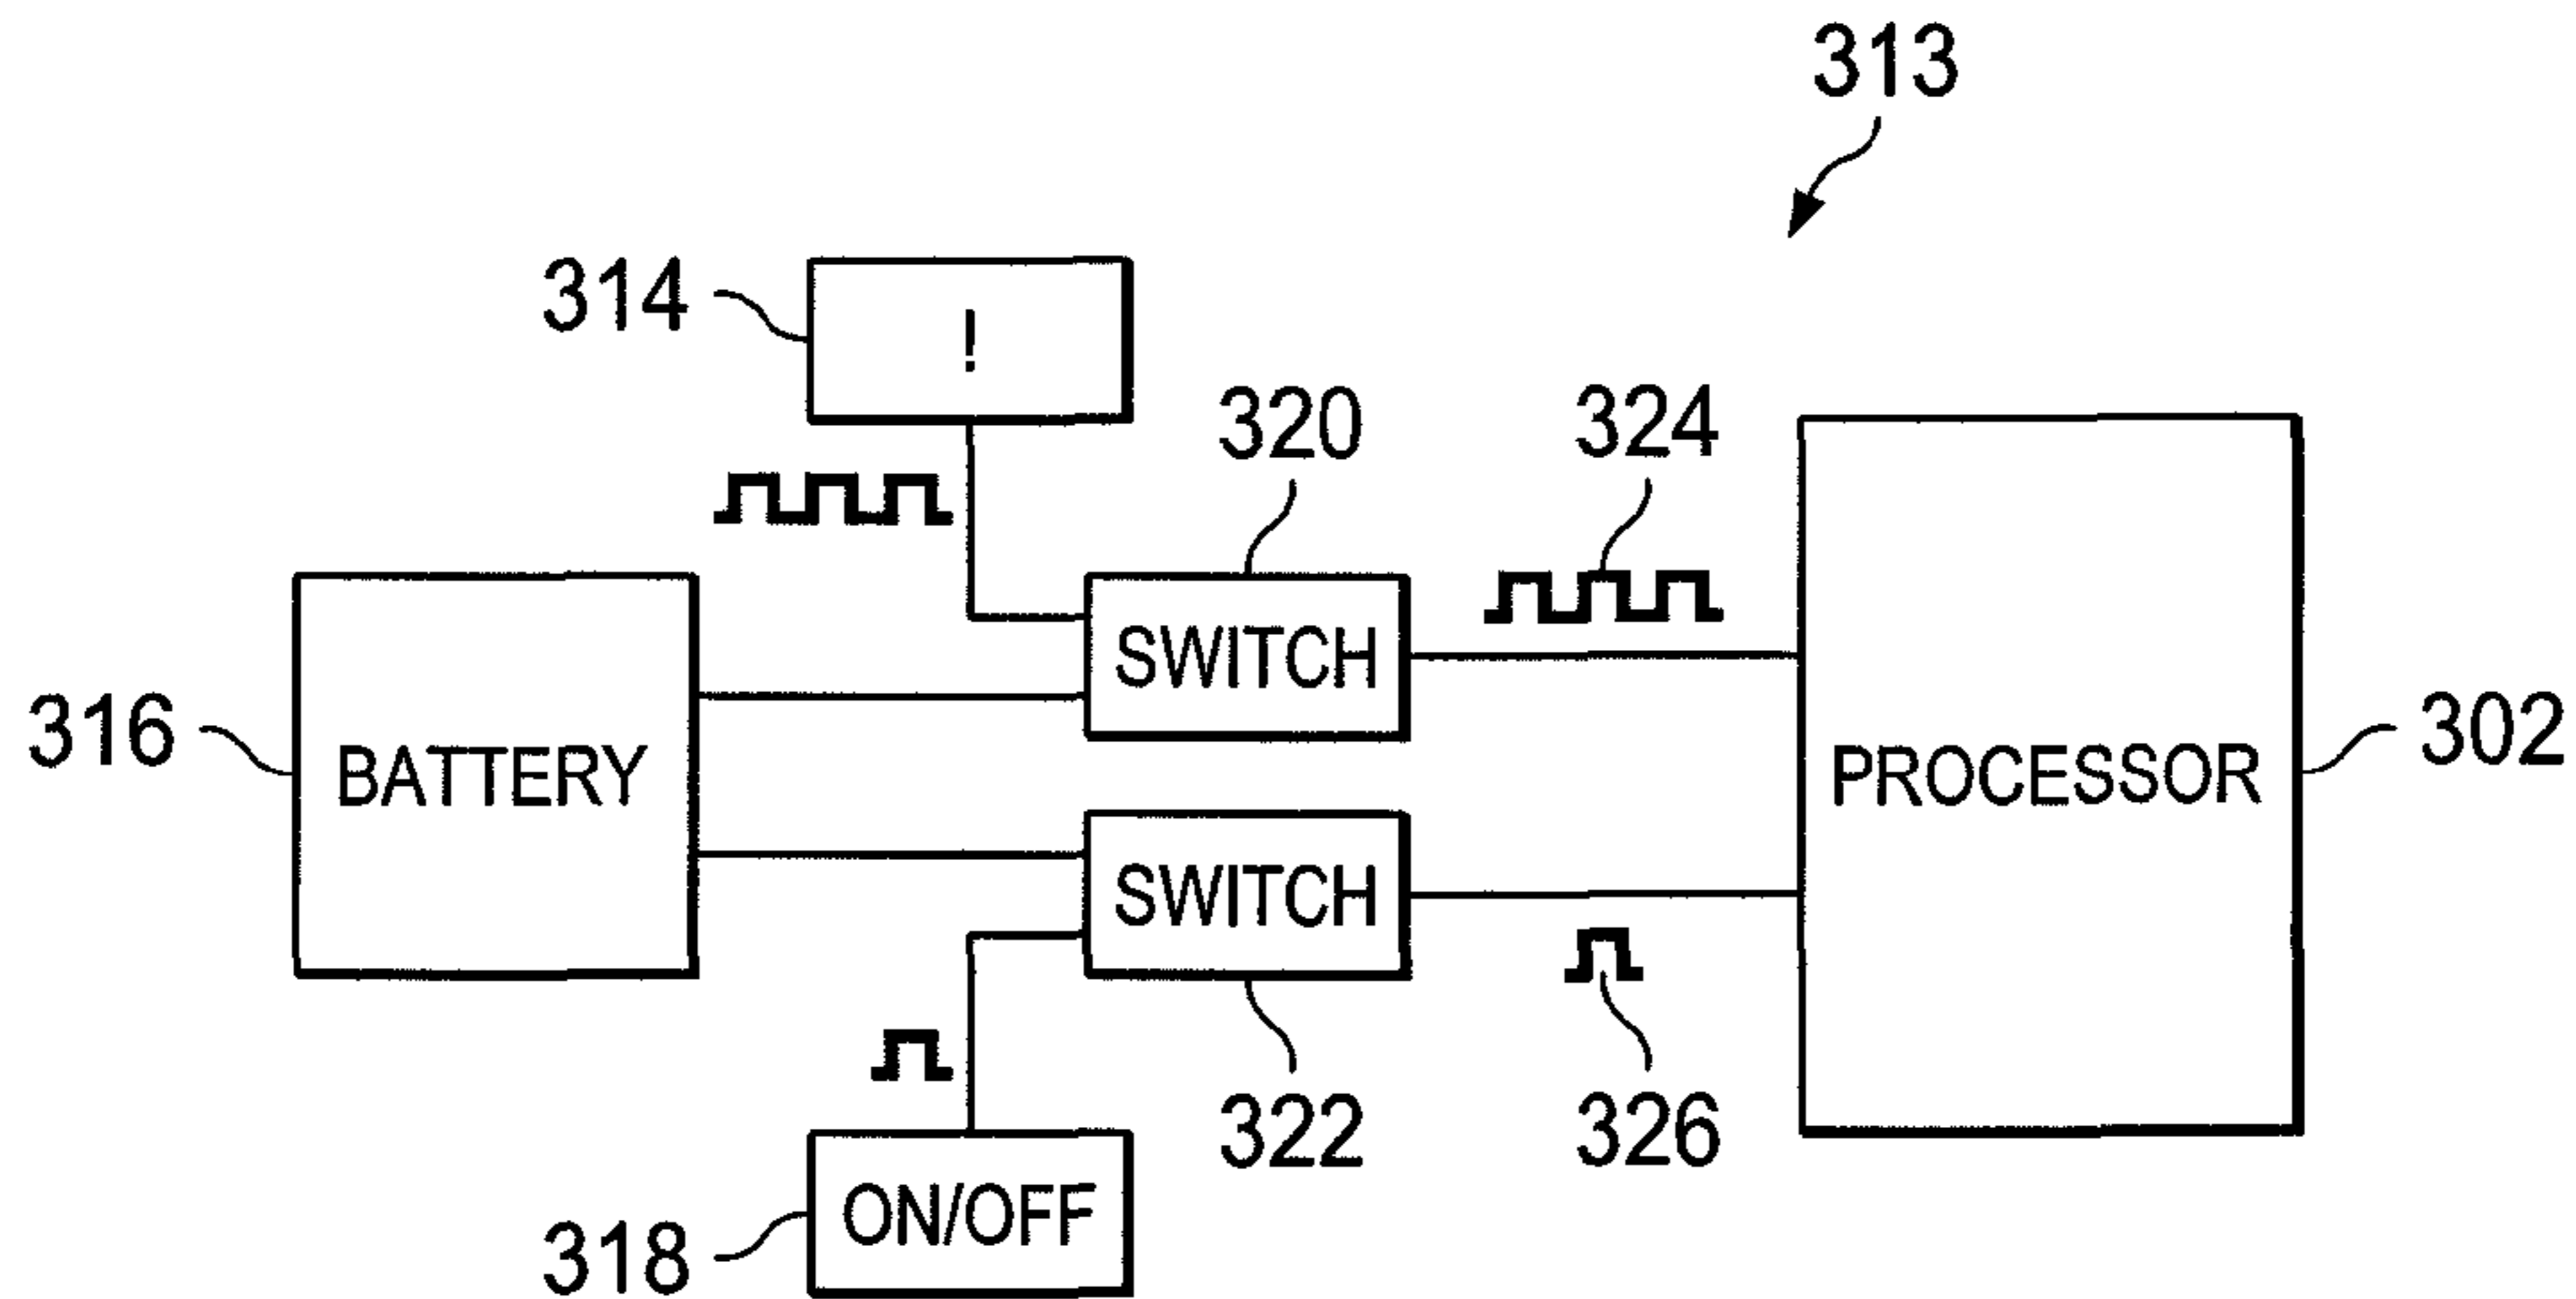 313
314
!
320
324
SWITCH
316
BATTERY
PROCESSOR
302
SWITCH
322
326
318
ON/OFF